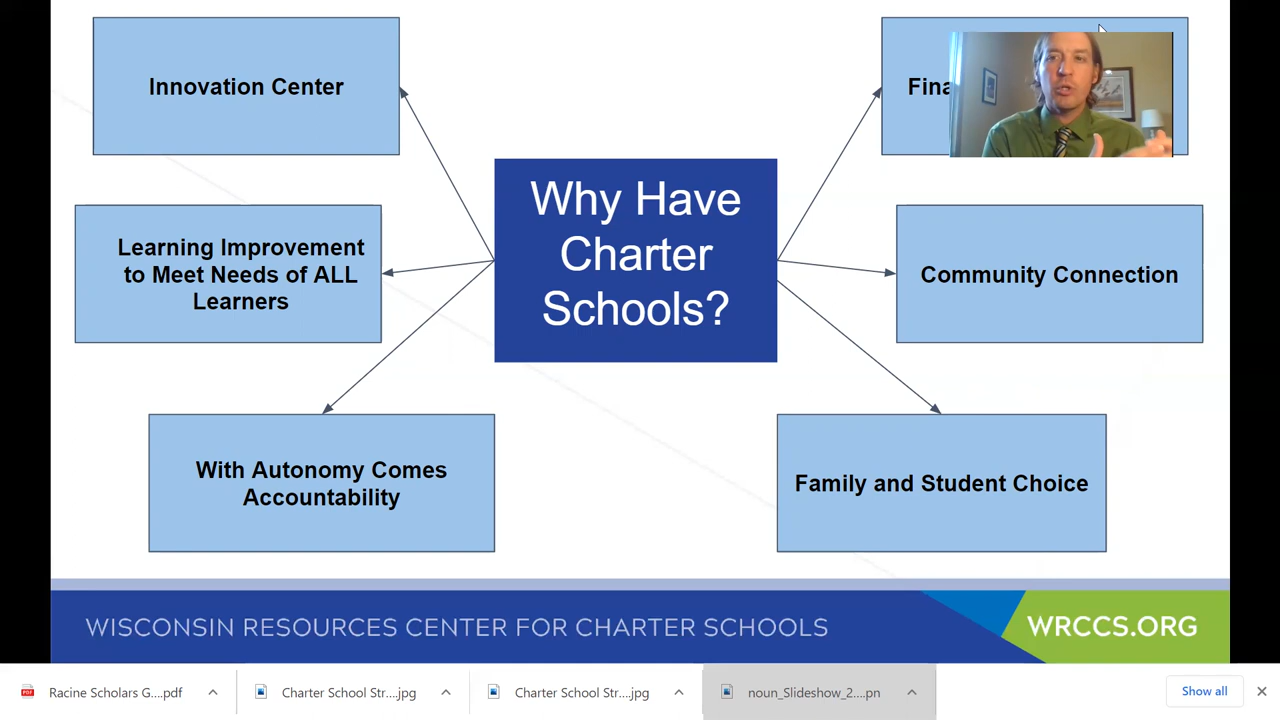 Innovation Center
Why Have
Charter
Schools?
Learning Improvement
to Meet Needs of ALL
Learners
Community Connection
With Autonomy Comes
Accountability
Family and Student Choice
WISCONSIN RESOURCES CENTER FOR CHARTER SCHOOLS
WRCCS.ORG
PDF
Racine Scholars G....pdf
Charter School Str....jpg
Charter School Str....jpg
noun_Slideshow_2....pn
Show all